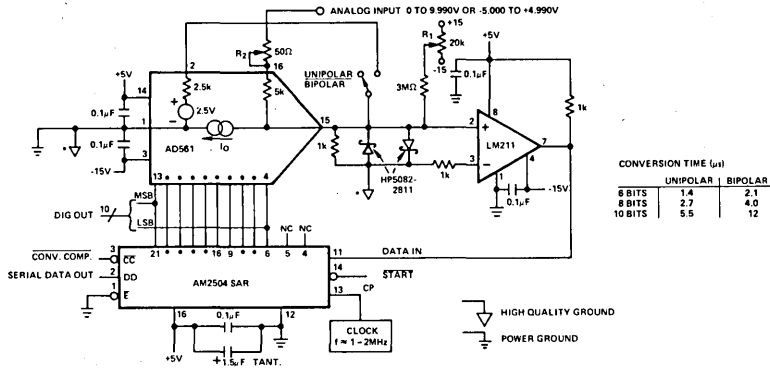 ANALOG INPUT 0 TO 9.990V OR -5.000 TO +4.990V
+15
R1
20k
-15
+5V
R2
50Ω
2
16
UNIPOLAR
BIPOLAR
0.1μF
+5V
14
2.5k
5k
3MΩ
8
1k
0.1μF
+
2.5V
-
15
2
+
7
1
IO
AD561
1k
LM211
0.1μF
3
-15V
HP5082-
2811
1k
3
-
1
4
-15V
0.1μF
13
4
MSB
DIG OUT
10
LSB
NC
NC
CONVERSION TIME (μs)
UNIPOLAR BIPOLAR
6 BITS 1.4 2.1
8 BITS 2.7 4.0
10 BITS 5.5 12
CONV. COMP.
3
CC
21
16
9
6
5
4
11
DATA IN
SERIAL DATA OUT
2
DD
AM2504 SAR
14
START
1
E
13
CP
16
12
0.1μF
+5V
+
1.5μF TANT.
CLOCK
f ≈ 1-2MHz
HIGH QUALITY GROUND
POWER GROUND